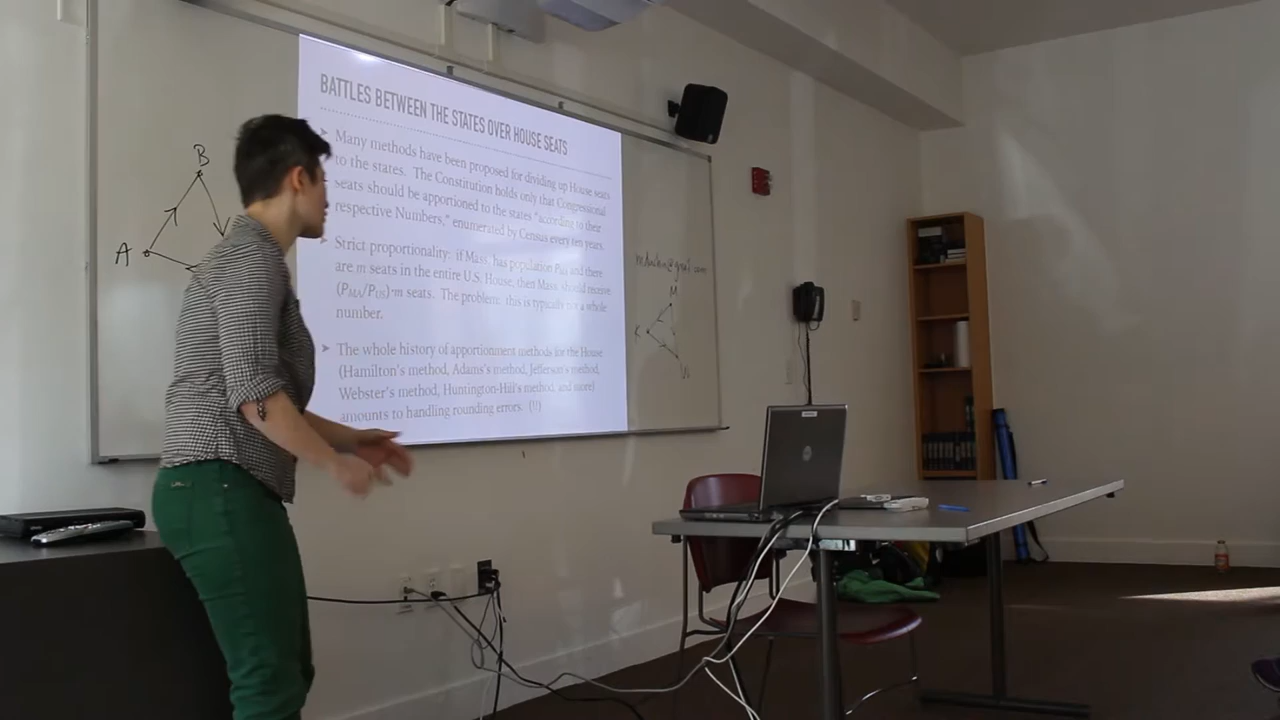 BATTLES BETWEEN THE STATES OVER HOUSE SEATS
Many methods have been proposed for dividing up House seats
to the states. The Constitution holds only that Congressional
seats should be apportioned to the states "according to their
respective Numbers," enumerated by Census every ten years.
Strict proportionality: if Mass. has population PMA and there
are m seats in the entire U.S. House, then Mass. should receive
(PMA/PUS)·m seats. The problem: this is typically not a whole
number.
The whole history of apportionment methods for the House
(Hamilton's method, Adams's method, Jefferson's method,
Webster's method, Huntington-Hill's method, and more)
amounts to handling rounding errors. (!!)
B
A
M
K